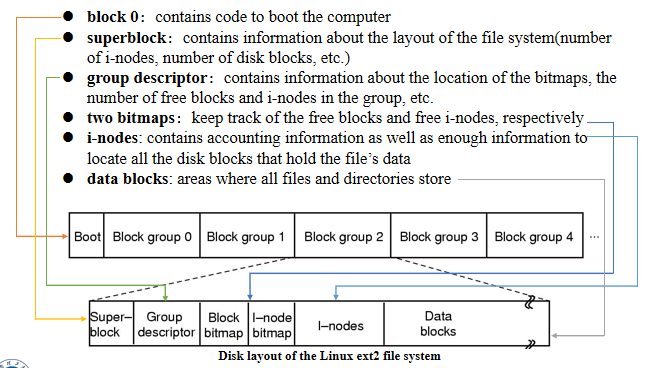 ● block 0：contains code to boot the computer
● superblock：contains information about the layout of the file system(number
of i-nodes, number of disk blocks, etc.)
● group descriptor：contains information about the location of the bitmaps, the
number of free blocks and i-nodes in the group, etc.
● two bitmaps：keep track of the free blocks and free i-nodes, respectively
● i-nodes: contains accounting information as well as enough information to
locate all the disk blocks that hold the file's data
● data blocks: areas where all files and directories store
Boot Block group 0 Block group 1 Block group 2 Block group 3 Block group 4 ...
Super–
block
Group
descriptor
Block
bitmap
I–node
bitmap
I–nodes
Data
blocks
Disk layout of the Linux ext2 file system